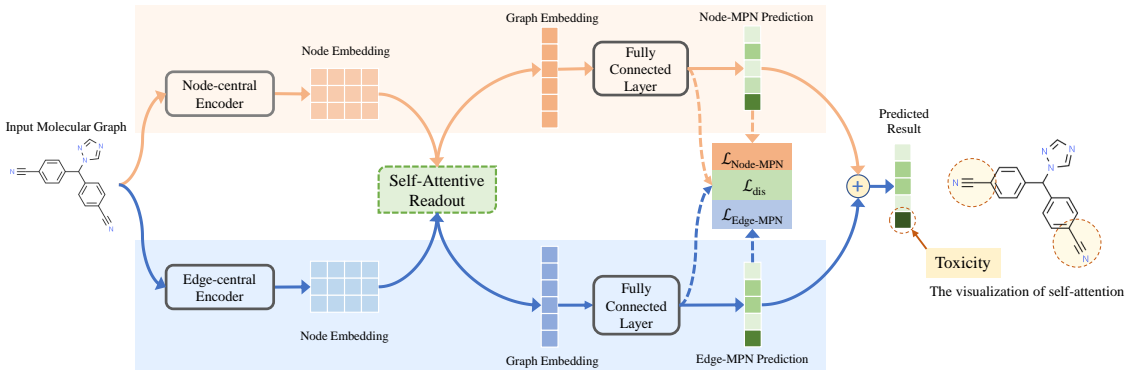 Graph Embedding
Node-MPN Prediction
Node Embedding
Node-central
Encoder
Fully
Connected
Layer
Input Molecular Graph
Predicted
Result
N
N
N
N
N
Self-Attentive
Readout
ℒNode-MPN
ℒdis
ℒEdge-MPN
+
N
N
N
N
N
Toxicity
The visualization of self-attention
Edge-central
Encoder
Node Embedding
Fully
Connected
Layer
Graph Embedding
Edge-MPN Prediction